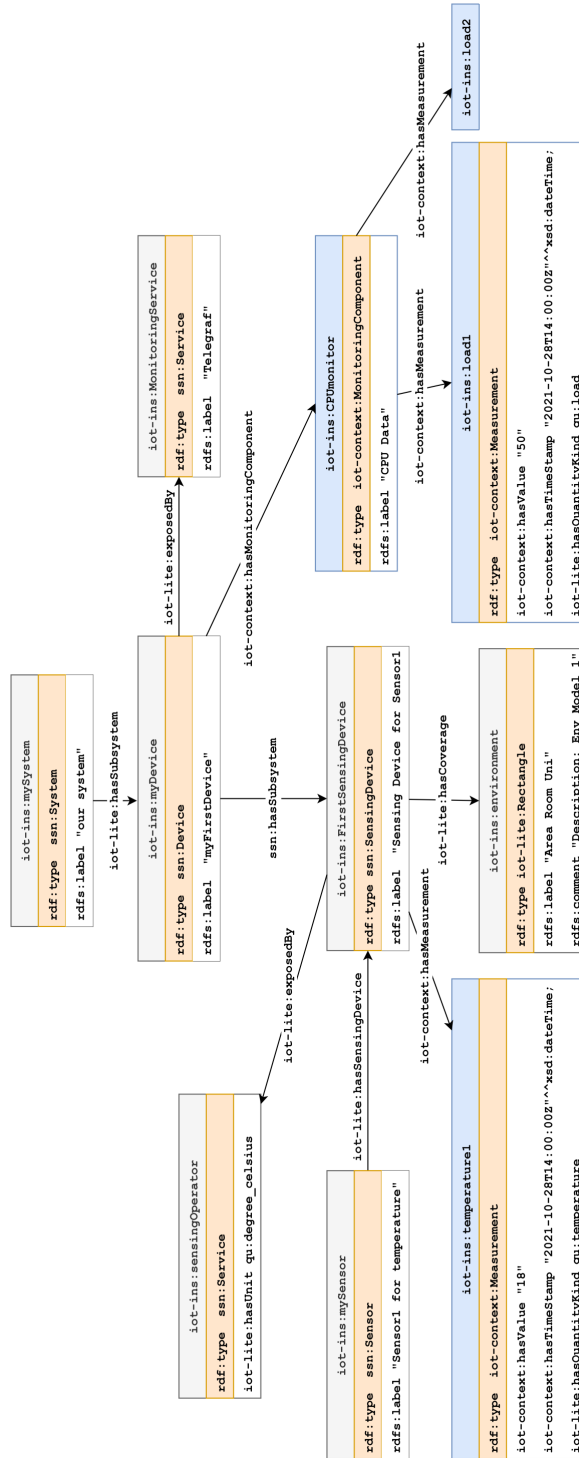 iot-ins:mySystem
rdf:type ssn:System
rdfs:label "our system"
iot-lite:hasSubsystem
iot-ins:sensingOperator
rdf:type ssn:Service
iot-lite:hasUnit qu:degree_celsius
iot-lite:exposedBy
iot-ins:myDevice
rdf:type ssn:Device
rdfs:label "myFirstDevice"
iot-lite:exposedBy
iot-ins:MonitoringService
rdf:type ssn:Service
rdfs:label "Telegraf"
ssn:hasSubsystem
iot-context:hasMonitoringComponent
iot-ins:mySensor
rdf:type ssn:Sensor
rdfs:label "Sensor1 for temperature"
iot-lite:hasSensingDevice
iot-ins:FirstSensingDevice
rdf:type ssn:SensingDevice
rdfs:label "Sensing Device for Sensor1
iot-ins:CPUmonitor
rdf:type iot-context:MonitoringComponent
rdfs:label "CPU Data"
iot-context:hasMeasurement
iot-lite:hasCoverage
iot-context:hasMeasurement
iot-context:hasMeasurement
iot-ins:temperature1
rdf:type iot-context:Measurement
iot-context:hasValue "18"
iot-context:hasTimeStamp "2021-10-28T14:00:00Z"^^xsd:dateTime;
iot-lite:hasQuantityKind qu:temperature
iot-ins:environment
rdf:type iot-lite:Rectangle
rdfs:label "Area Room Uni"
rdfs:comment "Description: Env Model 1"
iot-ins:load1
rdf:type iot-context:Measurement
iot-context:hasValue "50"
iot-context:hasTimeStamp "2021-10-28T14:00:00Z"^^xsd:dateTime;
iot-lite:hasQuantityKind qu:load
iot-ins:load2